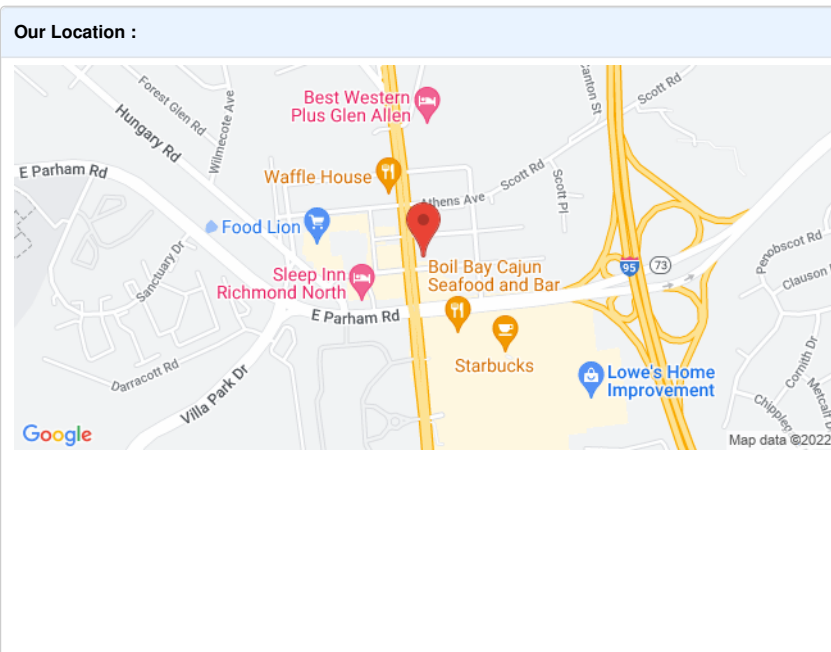 Our Location :
Best Western
Plus Glen Allen
Forest Glen Rd
Hungary Rd
Wilmecote Ave
anton St
Scott Rd
E Parham Rd
Waffle House
Athens Ave
Scott Rd
Scott Pl
Food Lion
Sanctuary Dr
Sleep Inn
Richmond North
Boil Bay Cajun
Seafood and Bar
95
73
Penobscot Rd
Clauson
E Parham Rd
Starbucks
Darracott Rd
Villa Park Dr
Lowe's Home
Improvement
Cornith Dr
Metcalf D
Chippleg
Google
Map data ©2022